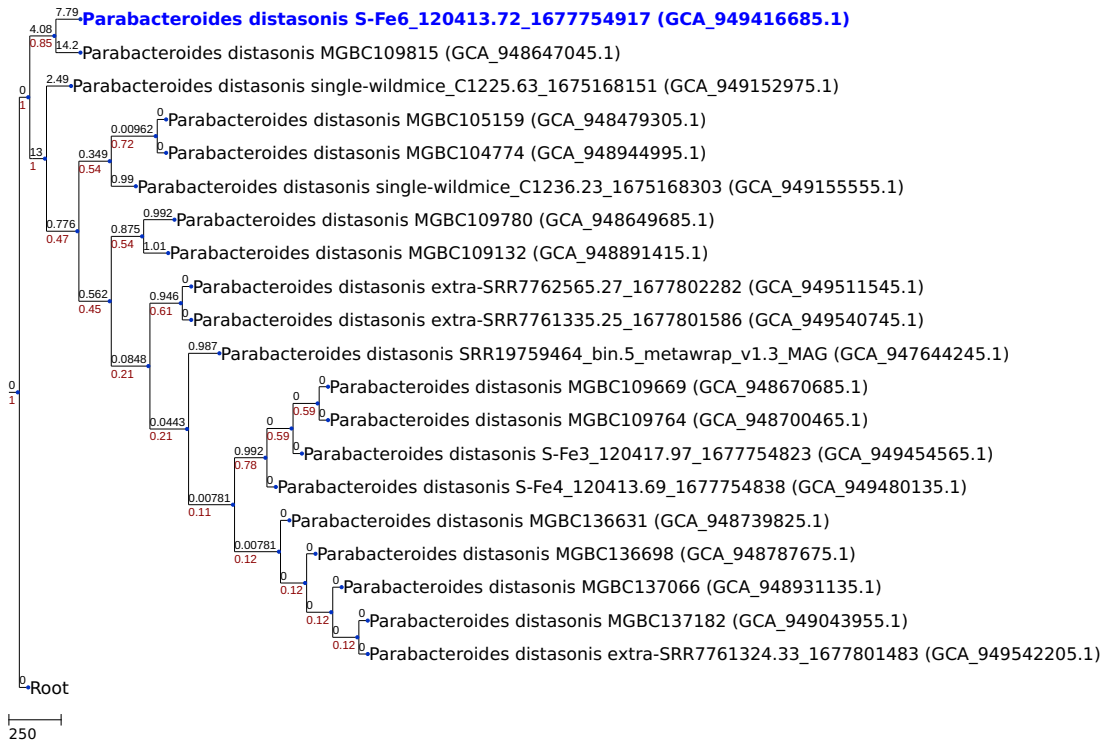 7.79 Parabacteroides distasonis S-Fe6_120413.72_1677754917 (GCA_949416685.1)
4.08
0.85
14.2 Parabacteroides distasonis MGBC109815 (GCA_948647045.1)
2.49 Parabacteroides distasonis single-wildmice_C1225.63_1675168151 (GCA_949152975.1)
0
1
0 Parabacteroides distasonis MGBC105159 (GCA_948479305.1)
0.00962
0.72
0 Parabacteroides distasonis MGBC104774 (GCA_948944995.1)
13
1
0.349
0.54
0.99 Parabacteroides distasonis single-wildmice_C1236.23_1675168303 (GCA_949155555.1)
0.992 Parabacteroides distasonis MGBC109780 (GCA_948649685.1)
0.776
0.47
0.875
0.54
1.01 Parabacteroides distasonis MGBC109132 (GCA_948891415.1)
0 Parabacteroides distasonis extra-SRR7762565.27_1677802282 (GCA_949511545.1)
0.562
0.45
0.946
0.61
0 Parabacteroides distasonis extra-SRR7761335.25_1677801586 (GCA_949540745.1)
0.987 Parabacteroides distasonis SRR19759464_bin.5_metawrap_v1.3_MAG (GCA_947644245.1)
0.0848
0.21
0 Parabacteroides distasonis MGBC109669 (GCA_948670685.1)
0
1
0.59
0 Parabacteroides distasonis MGBC109764 (GCA_948700465.1)
0.0443
0.21
0
0.59
0 Parabacteroides distasonis S-Fe3_120417.97_1677754823 (GCA_949454565.1)
0.992
0.78
0 Parabacteroides distasonis S-Fe4_120413.69_1677754838 (GCA_949480135.1)
0.00781
0.11
0 Parabacteroides distasonis MGBC136631 (GCA_948739825.1)
0.00781
0.12
0 Parabacteroides distasonis MGBC136698 (GCA_948787675.1)
0
0.12
0 Parabacteroides distasonis MGBC137066 (GCA_948931135.1)
0
0.12
0 Parabacteroides distasonis MGBC137182 (GCA_949043955.1)
0
0.12
0 Parabacteroides distasonis extra-SRR7761324.33_1677801483 (GCA_949542205.1)
0 Root
250